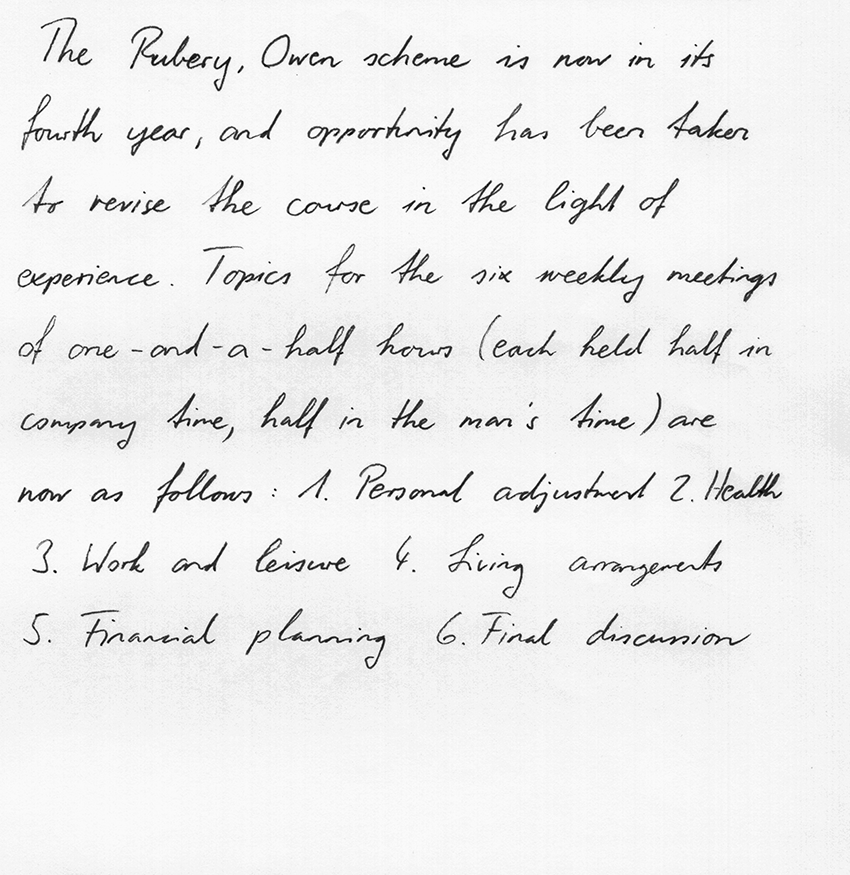 The Rubery, Owen scheme is now in its
fourth year, and opportunity has been taken
to revise the course in the light of
experience. Topics for the six weekly meetings
of one-and-a-half hours (each held half in
company time, half in the man's time) are
now as follows: 1. Personal adjustment 2. Health
3. Work and leisure 4. Living arrangements
5. Financial planning 6. Final discussion